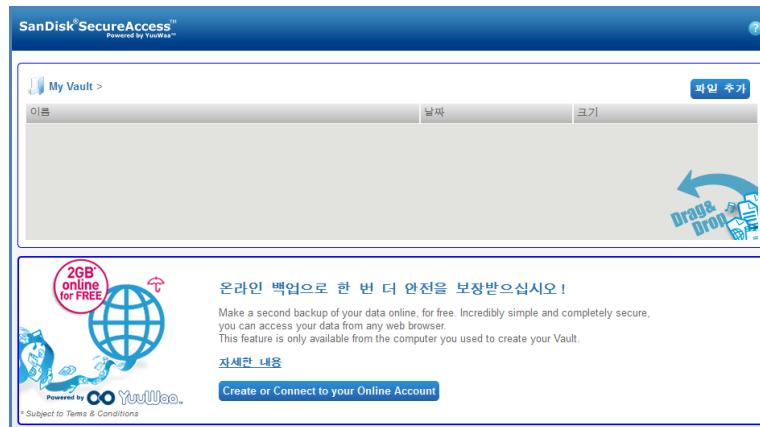 SanDisk® SecureAccess™
Powered by YuuWaa™
?
My Vault >
파일 추가
이름 날짜 크기
Drag&
Drop
2GB*
online
for FREE
온라인 백업으로 한 번 더 안전을 보장받으십시오!
Make a second backup of your data online, for free. Incredibly simple and completely secure,
you can access your data from any web browser.
This feature is only available from the computer you used to create your Vault.
자세한 내용
Create or Connect to your Online Account
Powered by YuuWaa™
* Subject to Terms & Conditions